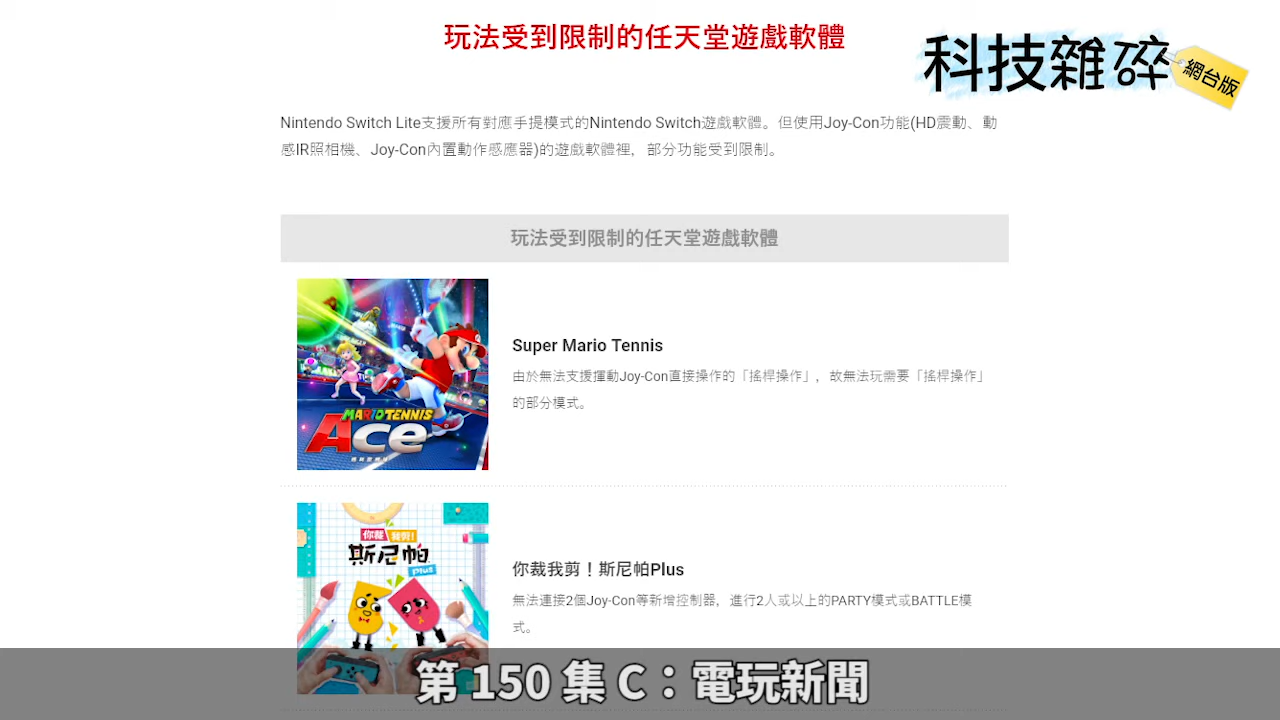 玩法受到限制的任天堂遊戲軟體
科技雜碎
網台版
Nintendo Switch Lite支援所有對應手提模式的Nintendo Switch遊戲軟體。但使用Joy-Con功能(HD震動、動
感IR照相機、Joy-Con內置動作感應器)的遊戲軟體裡，部分功能受到限制。
玩法受到限制的任天堂遊戲軟體
MARIO TENNIS
Ace
Super Mario Tennis
由於無法支援揮動Joy-Con直接操作的「搖桿操作」，故無法玩需要「搖桿操作」
的部分模式。
你裁我剪！
斯尼帕
Plus
你裁我剪！斯尼帕Plus
無法連接2個Joy-Con等新增控制器，進行2人或以上的PARTY模式或BATTLE模
式。
第 150 集 C：電玩新聞